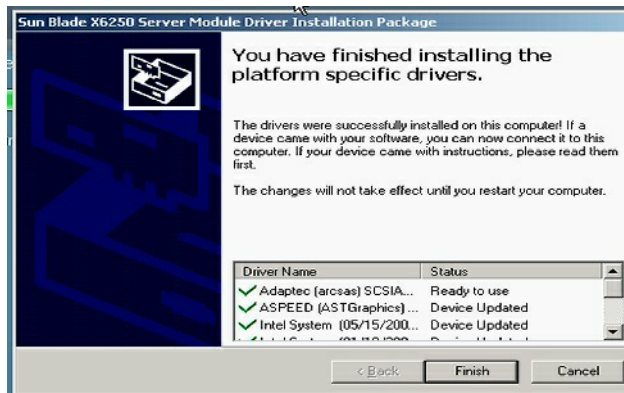 Sun Blade X6250 Server Module Driver Installation Package
You have finished installing the
platform specific drivers.
The drivers were successfully installed on this computer! If a
device came with your software, you can now connect it to this
computer. If your device came with instructions, please read them
first.
The changes will not take effect until you restart your computer.
Driver Name Status
Adaptec (arcsas) SCSIA... Ready to use
ASPEED (ASTGraphics) ... Device Updated
Intel System (05/15/200... Device Updated
< Back Finish Cancel